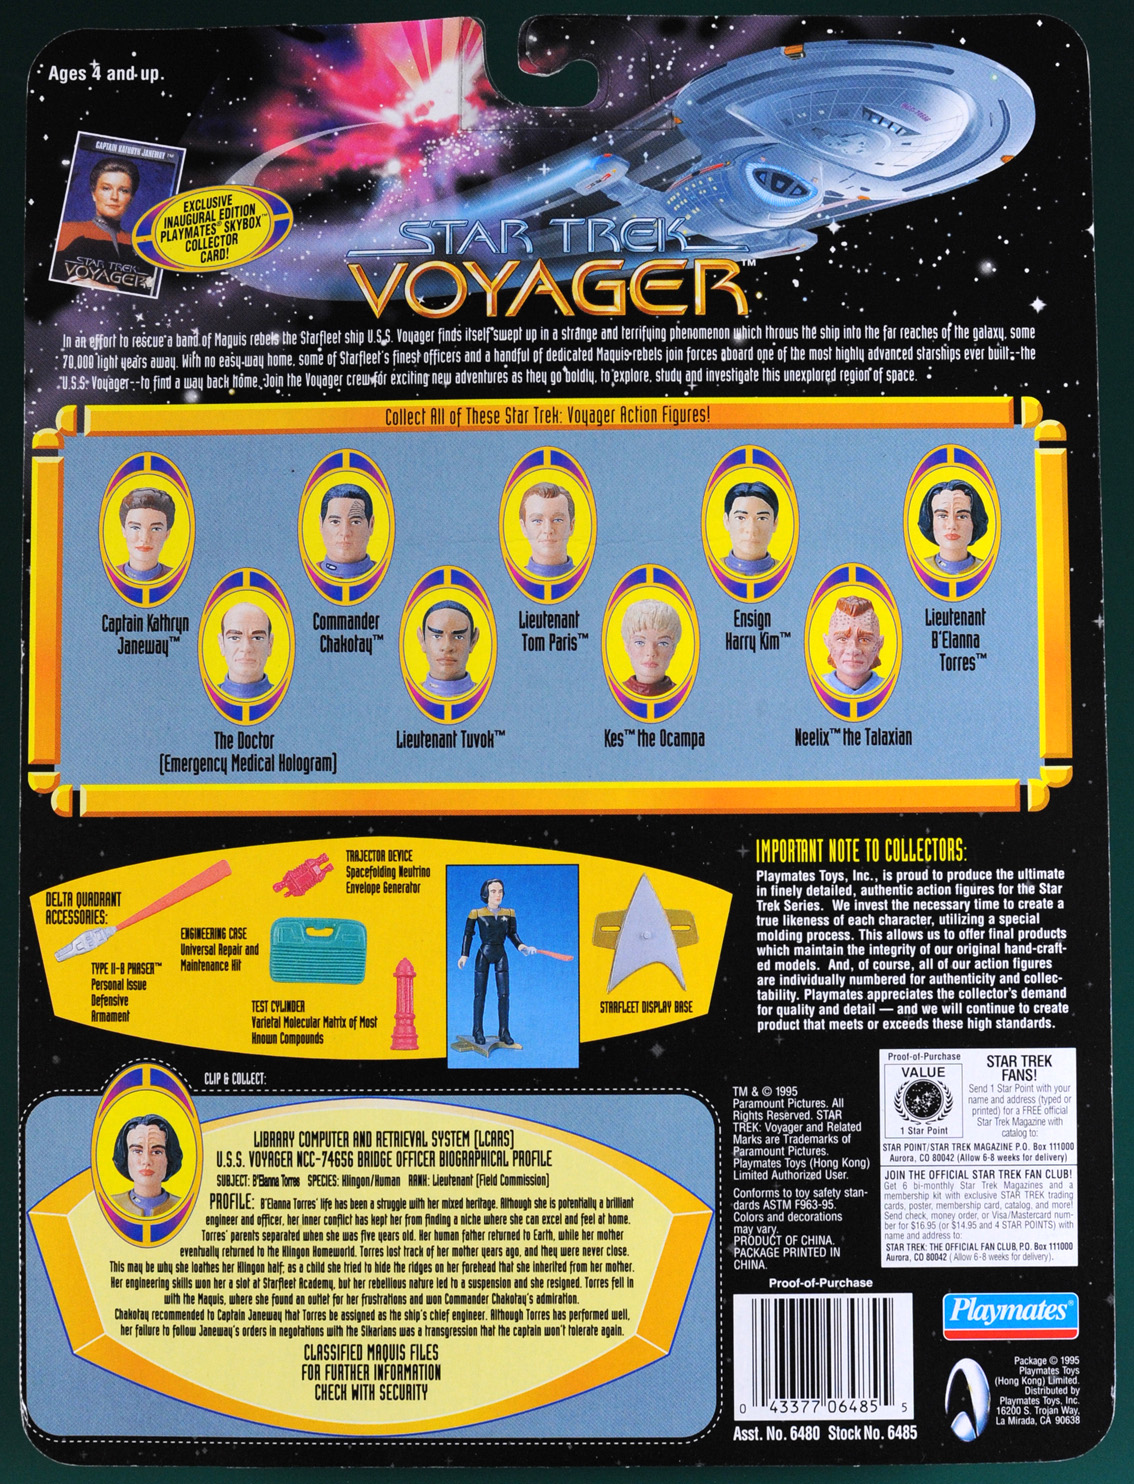 Ages 4 and up.
CAPTAIN KATHRYN JANEWAY™
STAR TREK
VOYAGER
EXCLUSIVE
INAUGURAL EDITION
PLAYMATES® SKYBOX™
COLLECTOR
CARD!
STAR TREK
VOYAGER™
In an effort to rescue a band of Maquis rebels the Starfleet ship U.S.S. Voyager finds itself swept up in a strange and terrifying phenomenon which throws the ship into the far reaches of the galaxy, some
70,000 light years away. With no easy way home, some of Starfleet's finest officers and a handful of dedicated Maquis rebels join forces aboard one of the most highly advanced starships ever built--the
U.S.S. Voyager--to find a way back home. Join the Voyager crew for exciting new adventures as they go boldly, to explore, study and investigate this unexplored region of space.
Collect All of These Star Trek: Voyager Action Figures!
Captain Kathryn
Janeway™
Commander
Chakotay™
Lieutenant
Tom Paris™
Ensign
Harry Kim™
Lieutenant
B'Elanna
Torres™
The Doctor
[Emergency Medical Hologram]
Lieutenant Tuvok™
Kes™ the Ocampa
Neelix™ the Talaxian
DELTA QUADRANT
ACCESSORIES:
TYPE II-B PHASER™
Personal Issue
Defensive
Armament
TRAJECTOR DEVICE
Spacefolding Neutrino
Envelope Generator
ENGINEERING CASE
Universal Repair and
Maintenance Kit
TEST CYLINDER
Varietal Molecular Matrix of Most
Known Compounds
STARFLEET DISPLAY BASE
IMPORTANT NOTE TO COLLECTORS:
Playmates Toys, Inc., is proud to produce the ultimate
in finely detailed, authentic action figures for the Star
Trek Series. We invest the necessary time to create a
true likeness of each character, utilizing a special
molding process. This allows us to offer final products
which maintain the integrity of our original hand-craft-
ed models. And, of course, all of our action figures
are individually numbered for authenticity and collec-
tability. Playmates appreciates the collector's demand
for quality and detail — and we will continue to create
product that meets or exceeds these high standards.
CLIP & COLLECT:
LIBRARY COMPUTER AND RETRIEVAL SYSTEM [LCARS]
U.S.S. VOYAGER NCC-74656 BRIDGE OFFICER BIOGRAPHICAL PROFILE
SUBJECT: B'Elanna Torres SPECIES: Klingon/Human RANK: Lieutenant [Field Commission]
PROFILE: B'Elanna Torres' life has been a struggle with her mixed heritage. Although she is potentially a brilliant
engineer and officer, her inner conflict has kept her from finding a niche where she can excel and feel at home.
Torres' parents separated when she was five years old. Her human father returned to Earth, while her mother
eventually returned to the Klingon Homeworld. Torres lost track of her mother years ago, and they were never close.
This may be why she loathes her Klingon half; as a child she tried to hide the ridges on her forehead that she inherited from her mother.
Her engineering skills won her a slot at Starfleet Academy, but her rebellious nature led to a suspension and she resigned. Torres fell in
with the Maquis, where she found an outlet for her frustrations and won Commander Chakotay's admiration.
Chakotay recommended to Captain Janeway that Torres be assigned as the ship's chief engineer. Although Torres has performed well,
her failure to follow Janeway's orders in negotations with the Sikarians was a transgression that the captain won't tolerate again.
CLASSIFIED MAQUIS FILES
FOR FURTHER INFORMATION
CHECK WITH SECURITY
TM & © 1995
Paramount Pictures. All
Rights Reserved. STAR
TREK: Voyager and Related
Marks are Trademarks of
Paramount Pictures.
Playmates Toys (Hong Kong)
Limited Authorized User.
Conforms to toy safety stan-
dards ASTM F963-95.
Colors and decorations
may vary.
PRODUCT OF CHINA.
PACKAGE PRINTED IN
CHINA.
Proof-of-Purchase
VALUE
1 Star Point
STAR TREK
FANS!
Send 1 Star Point with your
name and address (typed or
printed) for a FREE official
Star Trek Magazine with
catalog to:
STAR POINT/STAR TREK MAGAZINE P.O. Box 111000
Aurora, CO 80042 (Allow 6-8 weeks for delivery)
JOIN THE OFFICIAL STAR TREK FAN CLUB!
Get 6 bi-monthly Star Trek Magazines and a
membership kit with exclusive STAR TREK trading
cards, poster, membership card, catalog, and more!
Send check, money order, or Visa/Mastercard num-
ber for $16.95 (or $14.95 and 4 STAR POINTS) with
name and address to:
STAR TREK: THE OFFICIAL FAN CLUB, P.O. Box 111000
Aurora, CO 80042 (Allow 6-8 weeks for delivery).
Proof-of-Purchase
0 43377 06485 5
Asst. No. 6480 Stock No. 6485
Playmates®
Package © 1995
Playmates Toys
(Hong Kong) Limited.
Distributed by
Playmates Toys, Inc.
16200 S. Trojan Way,
La Mirada, CA 90638